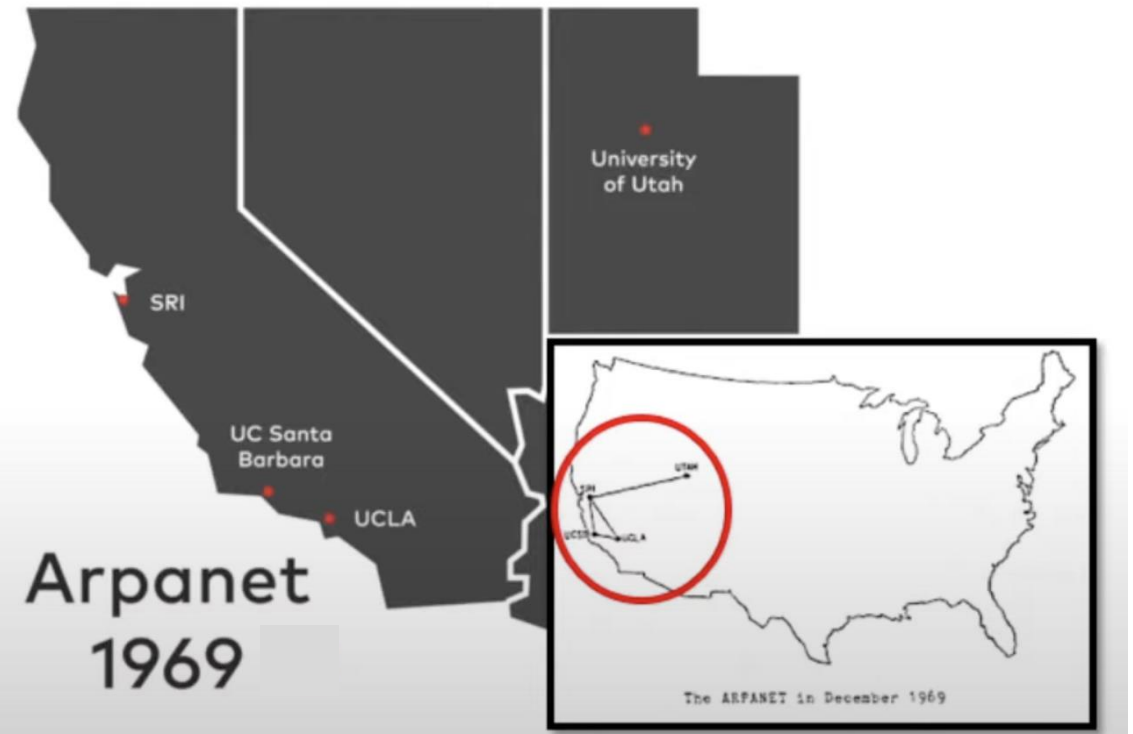 University
of Utah
SRI
UC Santa
Barbara
UCLA
Arpanet
1969
UTAH
SRI
UCSB
UCLA
The ARPANET in December 1969